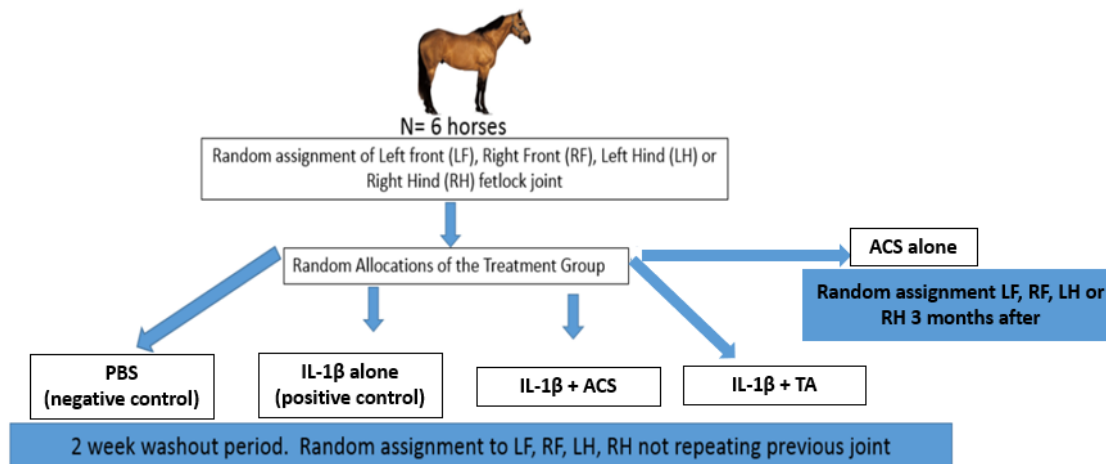 N= 6 horses
Random assignment of Left front (LF), Right Front (RF), Left Hind (LH) or
Right Hind (RH) fetlock joint
Random Allocations of the Treatment Group
ACS alone
Random assignment LF, RF, LH or
RH 3 months after
PBS
(negative control)
IL-1β alone
(positive control)
IL-1β + ACS
IL-1β + TA
2 week washout period.  Random assignment to LF, RF, LH, RH not repeating previous joint